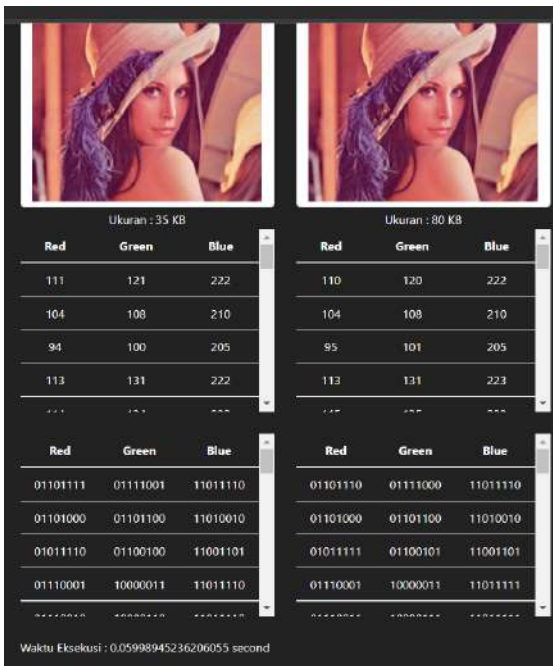 Ukuran : 35 KB
Red Green Blue
111 121 222
104 108 210
94 100 205
113 131 222
Ukuran : 80 KB
Red Green Blue
110 120 222
104 108 210
95 101 205
113 131 223
Red Green Blue
01101111 01111001 11011110
01101000 01101100 11010010
01011110 01100100 11001101
01110001 10000011 11011110
Red Green Blue
01101110 01111000 11011110
01101000 01101100 11010010
01011111 01100101 11001101
01110001 10000011 11011111
Waktu Eksekusi : 0.05998945236206055 second